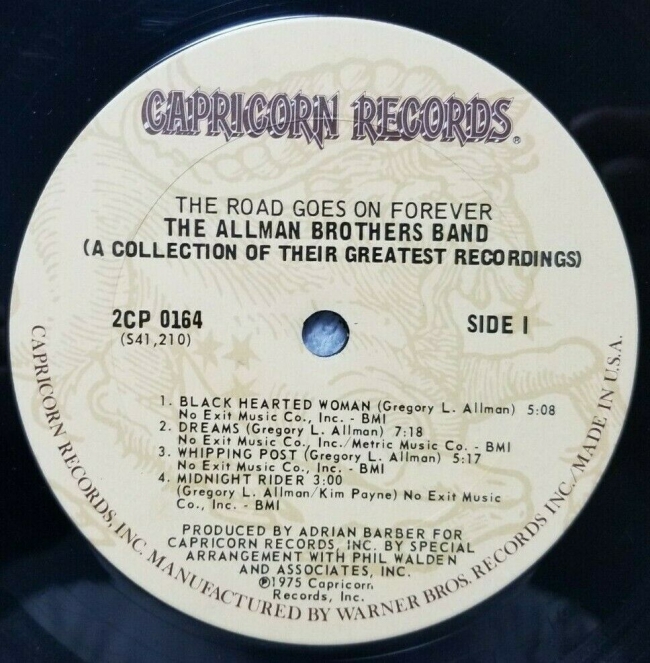 CAPRICORN RECORDS®
THE ROAD GOES ON FOREVER
THE ALLMAN BROTHERS BAND
(A COLLECTION OF THEIR GREATEST RECORDINGS)
2CP 0164
(S41,210)
SIDE I
1. BLACK HEARTED WOMAN (Gregory L. Allman) 5:08
No Exit Music Co., Inc. - BMI
2. DREAMS (Gregory L. Allman) 7:18
No Exit Music Co., Inc./Metric Music Co. - BMI
3. WHIPPING POST (Gregory L. Allman) 5:17
No Exit Music Co., Inc. - BMI
4. MIDNIGHT RIDER 3:00
(Gregory L. Allman/Kim Payne) No Exit Music
Co., Inc. - BMI
PRODUCED BY ADRIAN BARBER FOR
CAPRICORN RECORDS, INC. BY SPECIAL
ARRANGEMENT WITH PHIL WALDEN
AND ASSOCIATES, INC.
℗1975 Capricorn
Records, Inc.
CAPRICORN RECORDS, INC. MANUFACTURED BY WARNER BROS. RECORDS INC./MADE IN U.S.A.